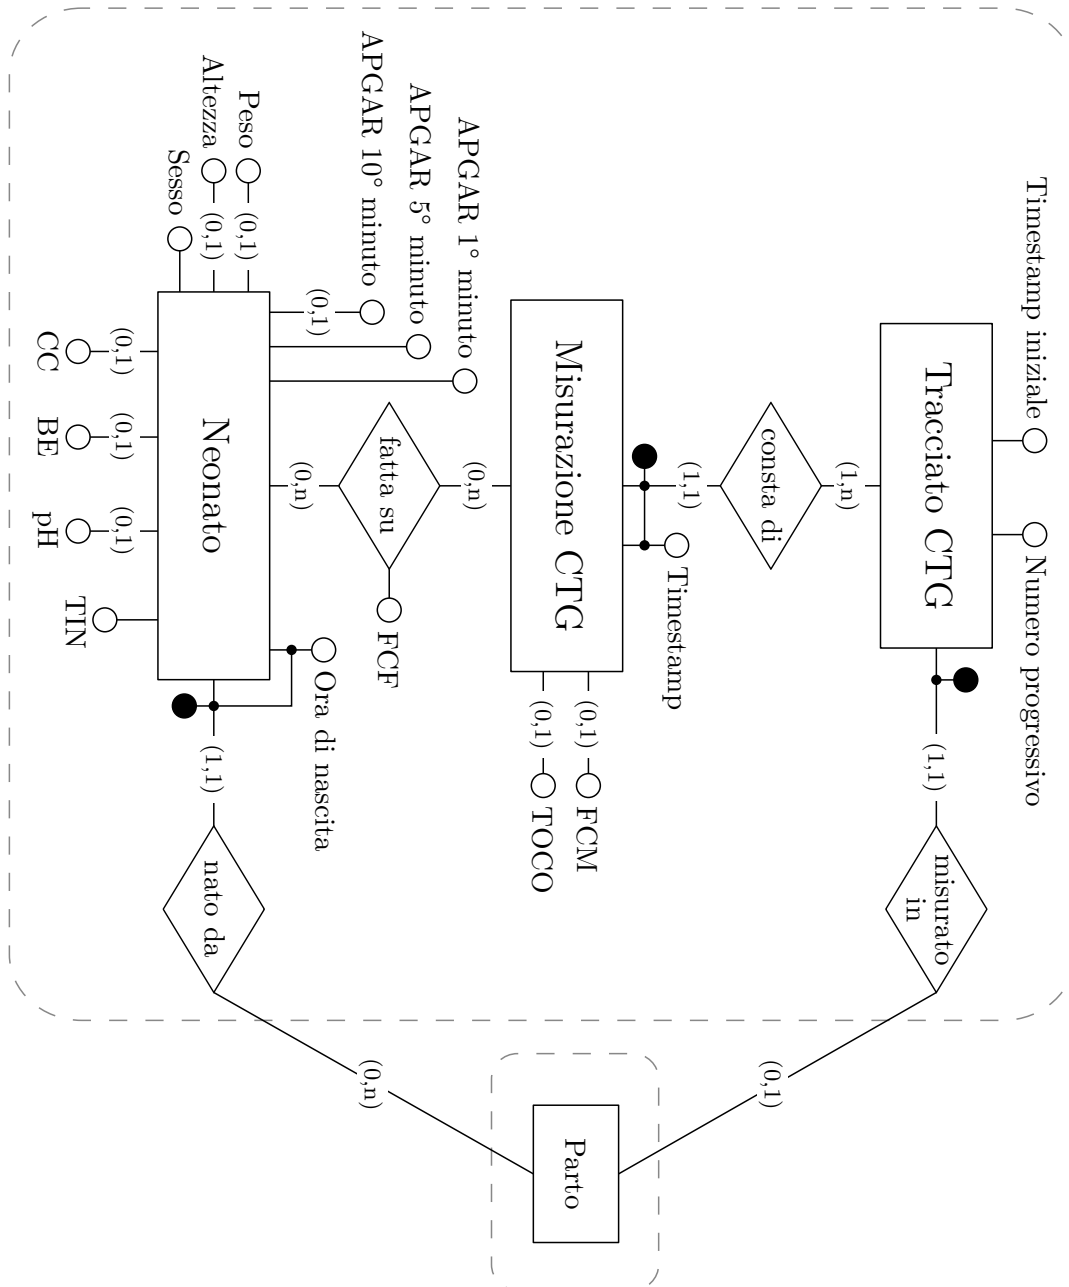 Timestamp iniziale
Numero progressivo
Tracciato CTG
(1,1)
misurato
in
(1,n)
consta di
(1,1)
Timestamp
(0,1)
Misurazione CTG
(0,1)
FCM
(0,1)
TOCO
Parto
(0,n)
fatta su
FCF
(0,n)
APGAR 1° minuto
APGAR 5° minuto
APGAR 10° minuto
(0,1)
Ora di nascita
(0,n)
Peso
(0,1)
Altezza
(0,1)
Sesso
Neonato
(1,1)
nato da
(0,1)
(0,1)
(0,1)
CC
BE
pH
TIN